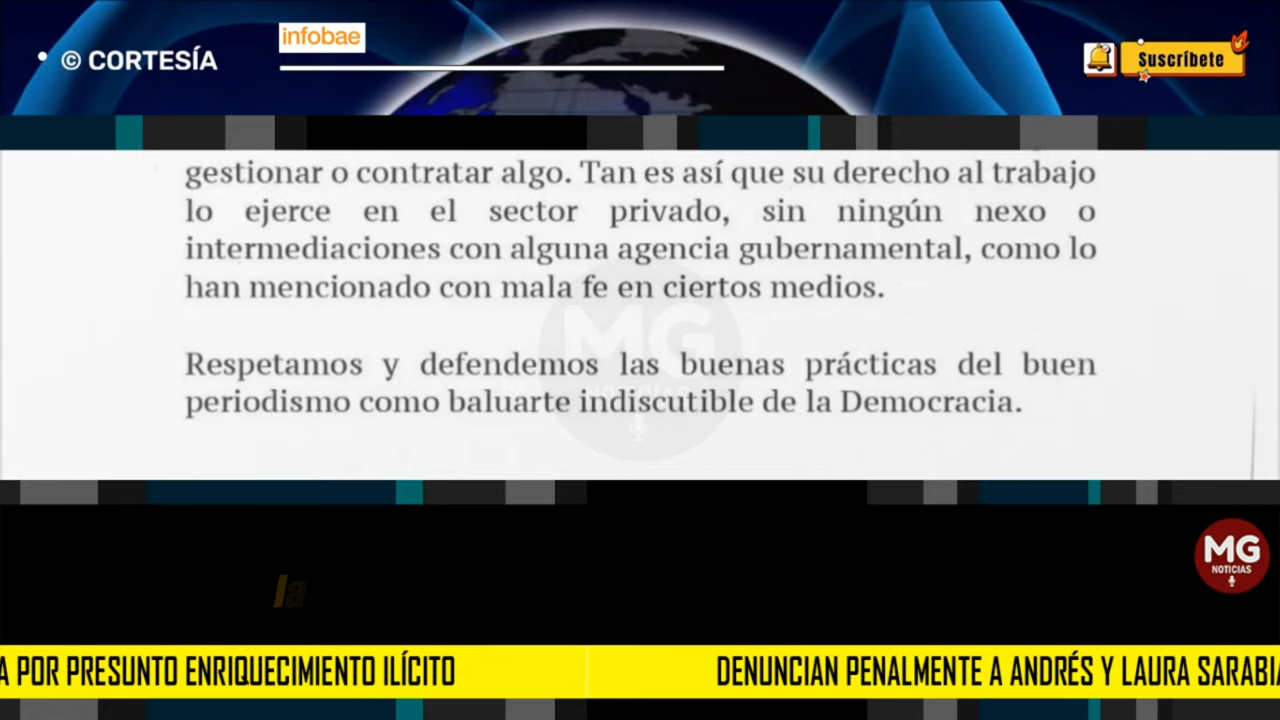 infobae
© CORTESÍA
Suscríbete
gestionar o contratar algo. Tan es así que su derecho al trabajo
lo ejerce en el sector privado, sin ningún nexo o
intermediaciones con alguna agencia gubernamental, como lo
han mencionado con mala fe en ciertos medios.
MG
NOTICIAS
Respetamos y defendemos las buenas prácticas del buen
periodismo como baluarte indiscutible de la Democracia.
MG
NOTICIAS
la
A POR PRESUNTO ENRIQUECIMIENTO ILÍCITO
DENUNCIAN PENALMENTE A ANDRÉS Y LAURA SARABIA